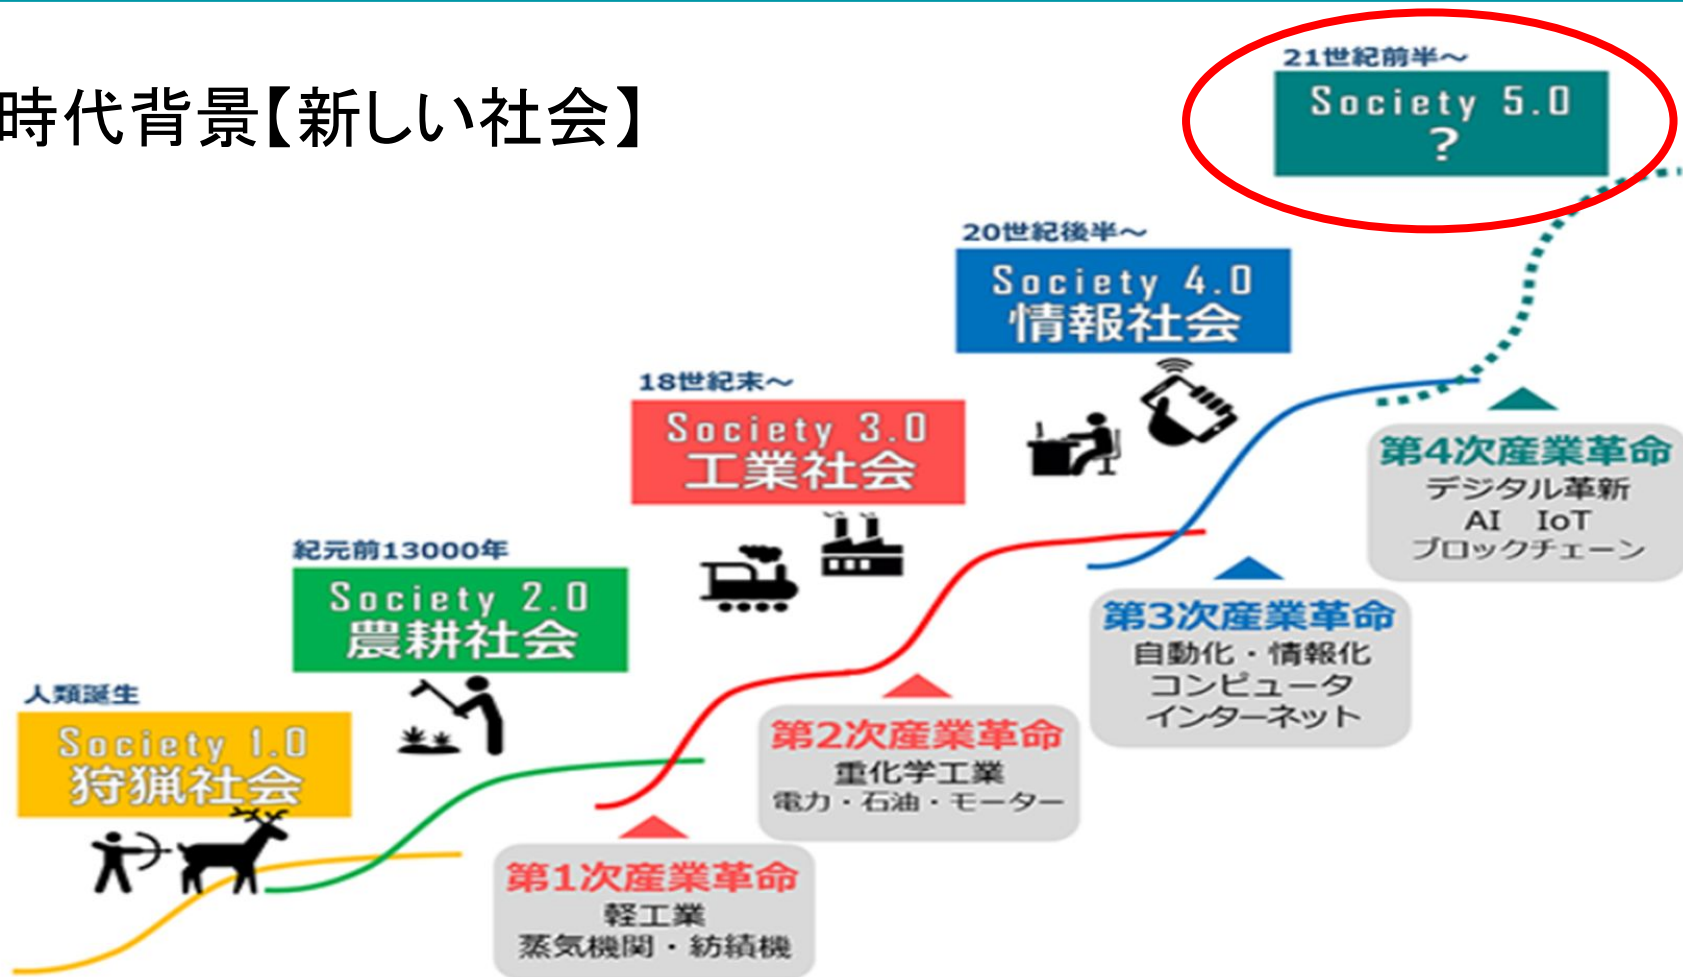 時代背景【新しい社会】
21世紀前半～
Society 5.0
?
20世紀後半～
Society 4.0
情報社会
18世紀末～
Society 3.0
工業社会
紀元前13000年
Society 2.0
農耕社会
人類誕生
Society 1.0
狩猟社会
第1次産業革命
軽工業
蒸気機関・紡績機
第2次産業革命
重化学工業
電力・石油・モーター
第3次産業革命
自動化・情報化
コンピュータ
インターネット
第4次産業革命
デジタル革新
AI　IoT
ブロックチェーン